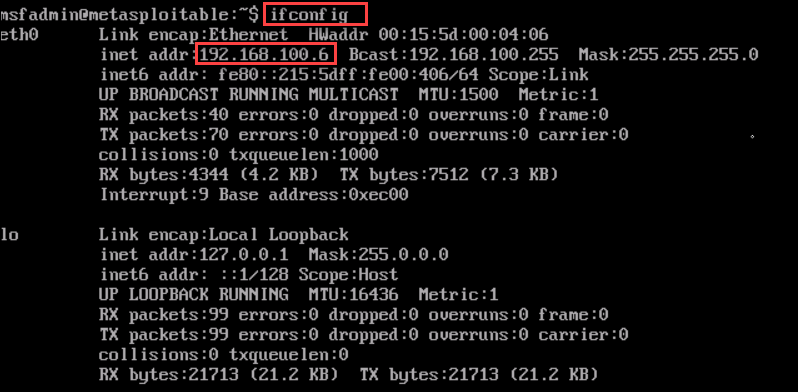 msfadmin@metasploitable:~$ ifconfig
eth0 Link encap:Ethernet HWaddr 00:15:5d:00:04:06
inet addr:192.168.100.6 Bcast:192.168.100.255 Mask:255.255.255.0
inet6 addr: fe80::215:5dff:fe00:406/64 Scope:Link
UP BROADCAST RUNNING MULTICAST MTU:1500 Metric:1
RX packets:40 errors:0 dropped:0 overruns:0 frame:0
TX packets:70 errors:0 dropped:0 overruns:0 carrier:0
collisions:0 txqueuelen:1000
RX bytes:4344 (4.2 KB) TX bytes:7512 (7.3 KB)
Interrupt:9 Base address:0xec00
lo Link encap:Local Loopback
inet addr:127.0.0.1 Mask:255.0.0.0
inet6 addr: ::1/128 Scope:Host
UP LOOPBACK RUNNING MTU:16436 Metric:1
RX packets:99 errors:0 dropped:0 overruns:0 frame:0
TX packets:99 errors:0 dropped:0 overruns:0 carrier:0
collisions:0 txqueuelen:0
RX bytes:21713 (21.2 KB) TX bytes:21713 (21.2 KB)